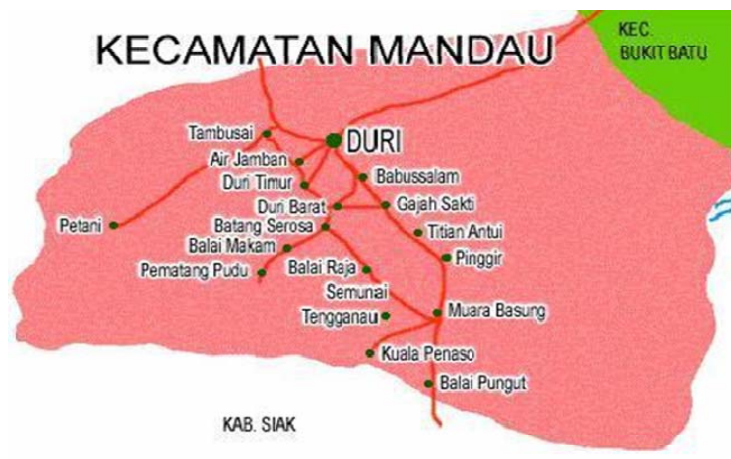 KEC.
BUKIT BATU
KECAMATAN MANDAU
Tambusai
DURI
Air Jamban
Babussalam
Duri Timur
Duri Barat
Gajah Sakti
Petani
Batang Serosa
Titian Antui
Balai Makam
Pinggir
Pematang Pudu
Balai Raja
Semunai
Muara Basung
Tengganau
Kuala Penaso
Balai Pungut
KAB. SIAK